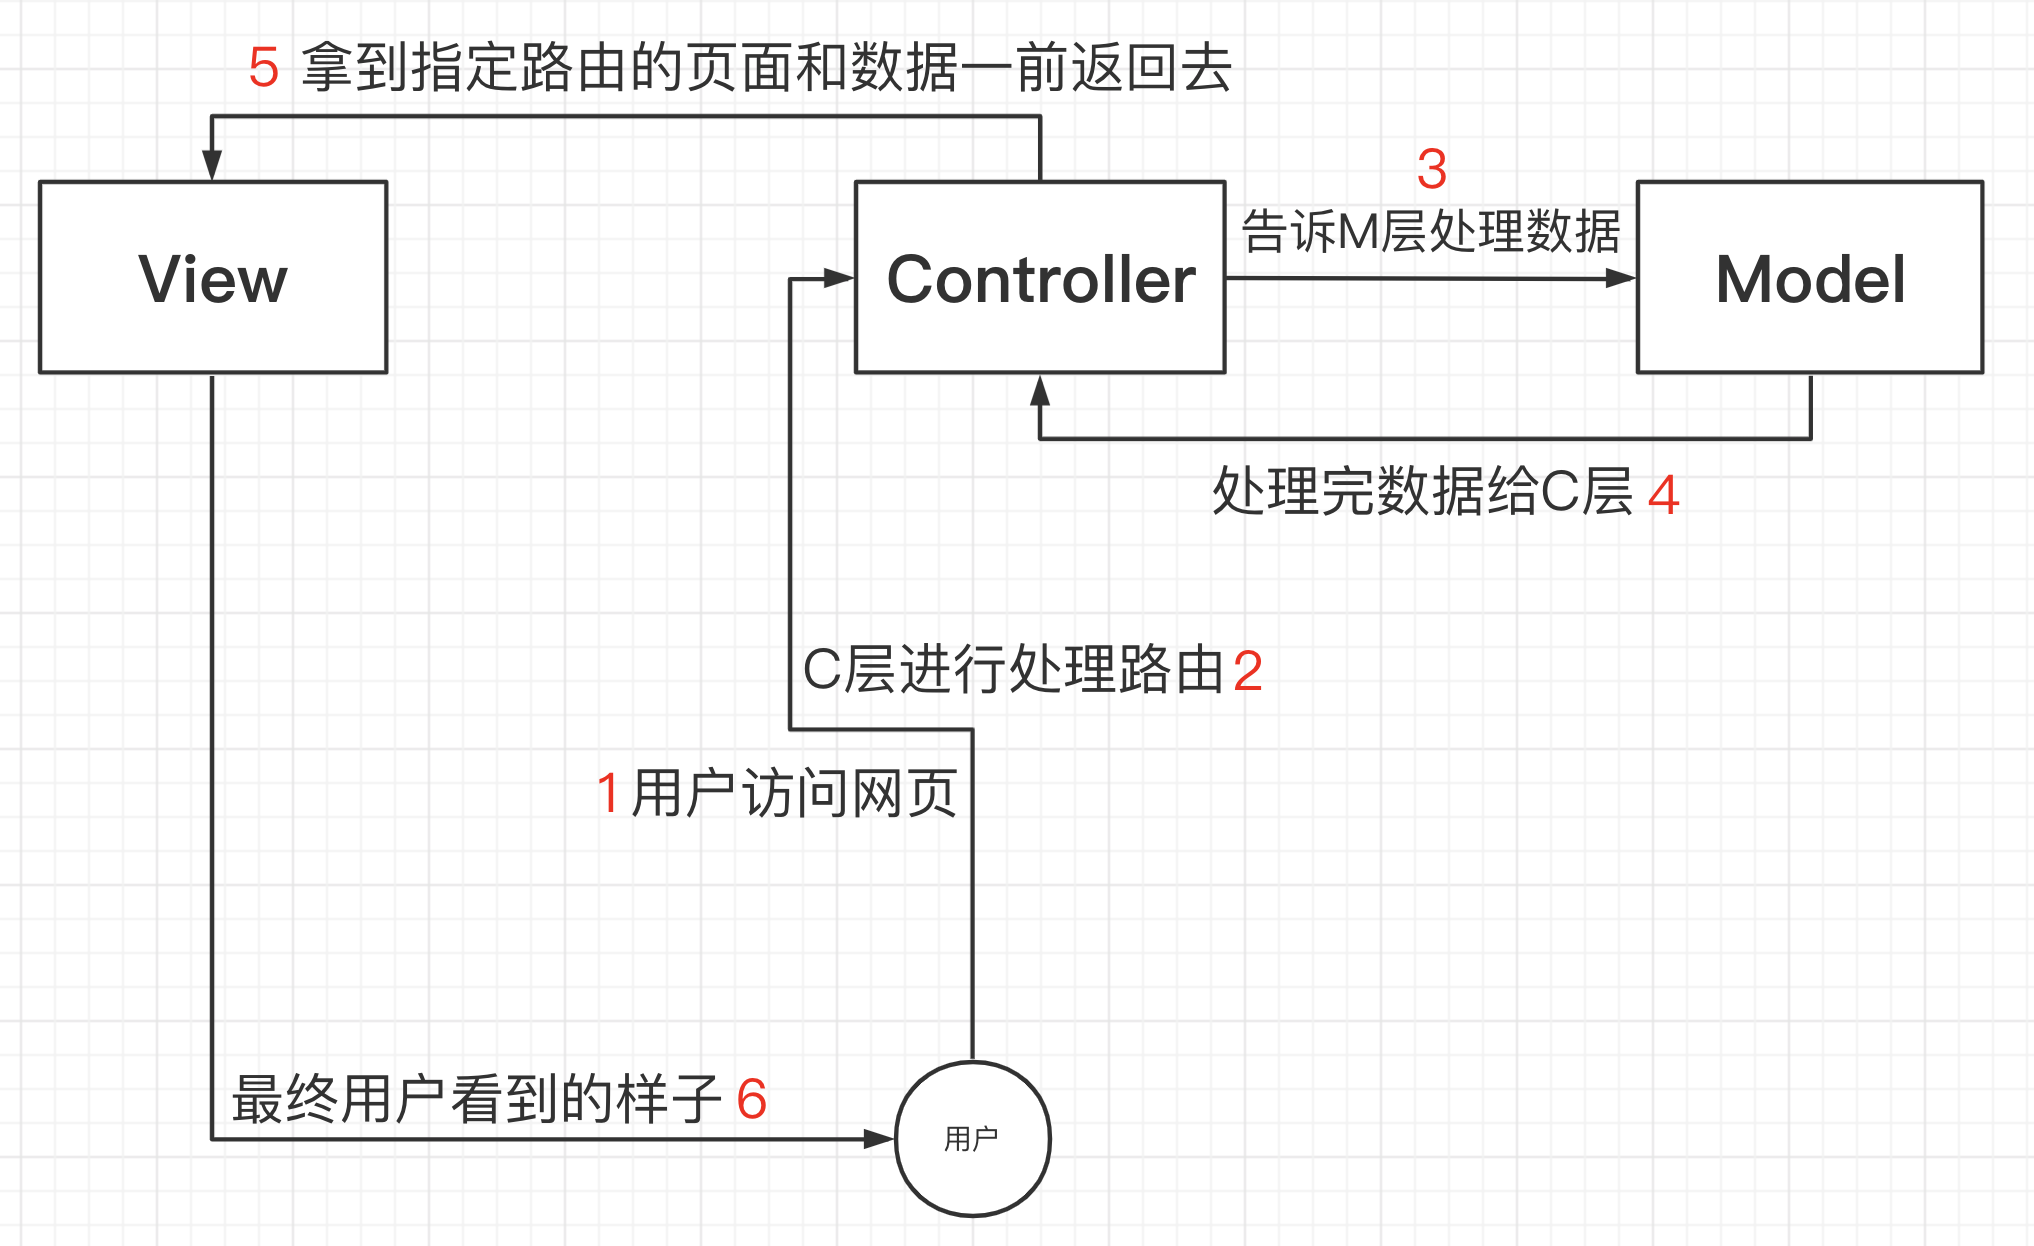 5 拿到指定路由的页面和数据一前返回去
3
告诉M层处理数据
View
Controller
Model
处理完数据给C层 4
C层进行处理路由 2
1 用户访问网页
最终用户看到的样子 6
用户